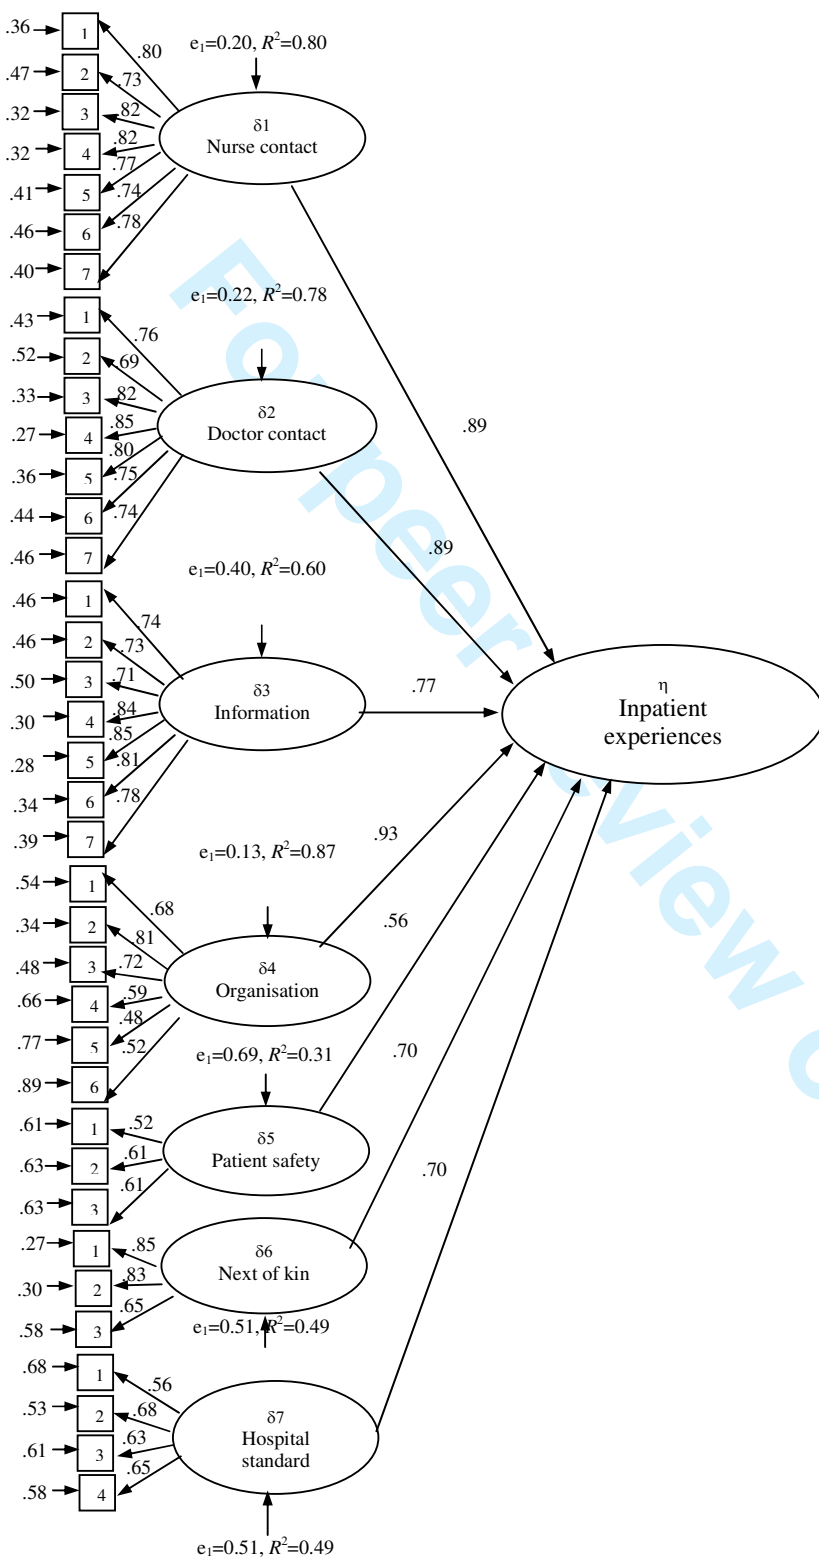 .36 1 .80 e₁=0.20, R²=0.80
.47 2 .73
.32 3 .82
.32 4 .82
.41 5 .77
.46 6 .74
.40 7 .78
δ1
Nurse contact
.89
e₁=0.22, R²=0.78
.43 1 .76
.52 2 .69
.33 3 .82
.27 4 .85
.36 5 .80
.44 6 .75
.46 7 .74
δ2
Doctor contact
.89
e₁=0.40, R²=0.60
.46 1 .74
.46 2 .73
.50 3 .71
.30 4 .84
.28 5 .85
.34 6 .81
.39 7 .78
δ3
Information
.77
η
Inpatient
experiences
e₁=0.13, R²=0.87
.54 1 .68
.34 2 .81
.48 3 .72
.66 4 .59
.77 5 .48
.89 6 .52
δ4
Organisation
.93
e₁=0.69, R²=0.31
.61 1 .52
.63 2 .61
.63 3 .61
δ5
Patient safety
.56
.27 1 .85
.30 2 .83
.58 3 .65
δ6
Next of kin
.70
e₁=0.51, R²=0.49
.68 1 .56
.53 2 .68
.61 3 .63
.58 4 .65
δ7
Hospital
standard
.70
e₁=0.51, R²=0.49
For peer review o